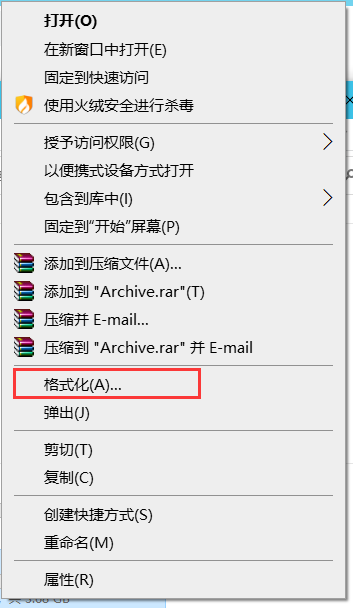 打开(O)
在新窗口中打开(E)
固定到快速访问
使用火绒安全进行杀毒
授予访问权限(G)
以便携式设备方式打开
包含到库中(I)
固定到“开始”屏幕(P)
添加到压缩文件(A)...
添加到 "Archive.rar"(T)
压缩并 E-mail...
压缩到 "Archive.rar" 并 E-mail
格式化(A)...
弹出(J)
剪切(T)
复制(C)
创建快捷方式(S)
重命名(M)
属性(R)